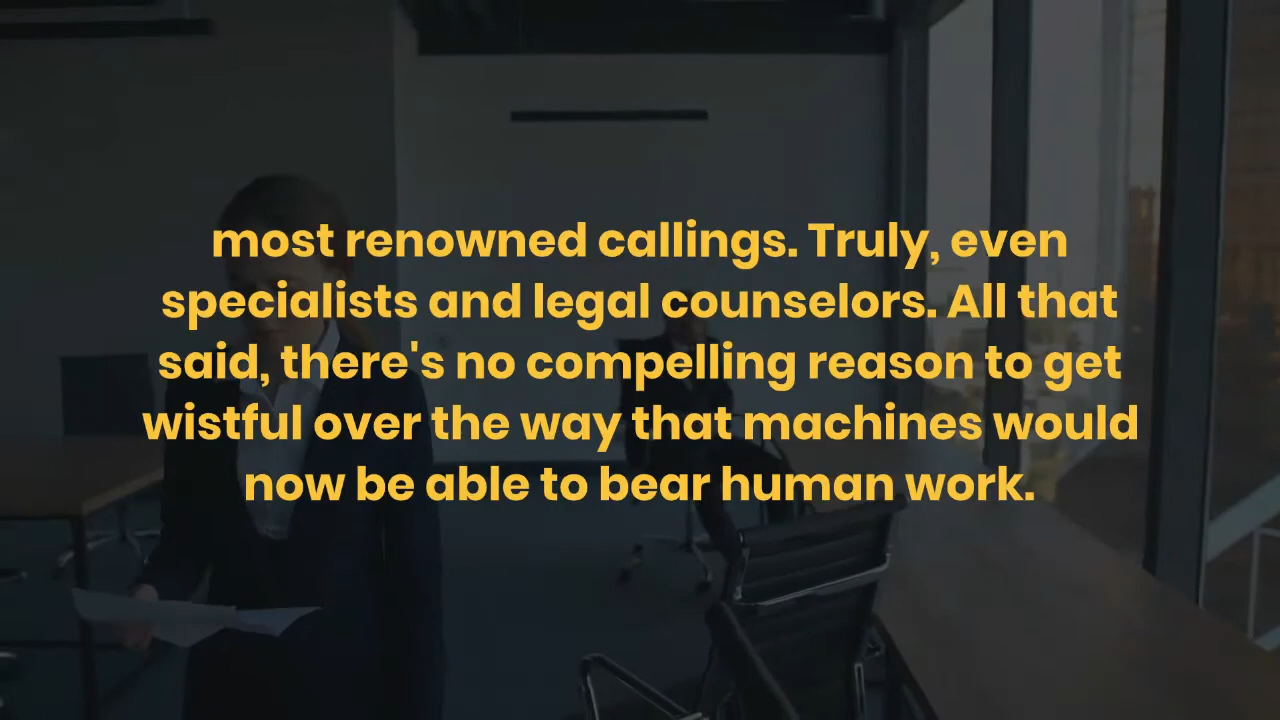 most renowned callings. Truly, even
specialists and legal counselors. All that
said, there's no compelling reason to get
wistful over the way that machines would
now be able to bear human work.